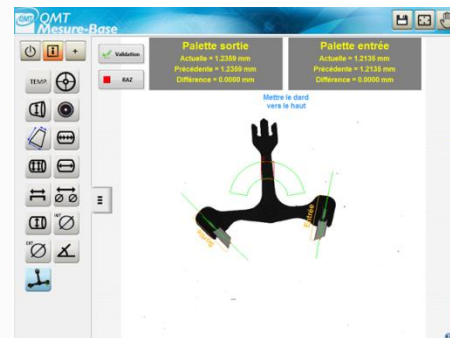 QMT QMT
Mesure-Base
Validation
RAZ
Palette sortie
Actuelle = 1.2359 mm
Précédente = 1.2359 mm
Différence = 0.0000 mm
Palette entrée
Actuelle = 1.2135 mm
Précédente = 1.2135 mm
Différence = 0.0000 mm
Mettre le dard
vers le haut
TEMP.
Sortie
Entrée